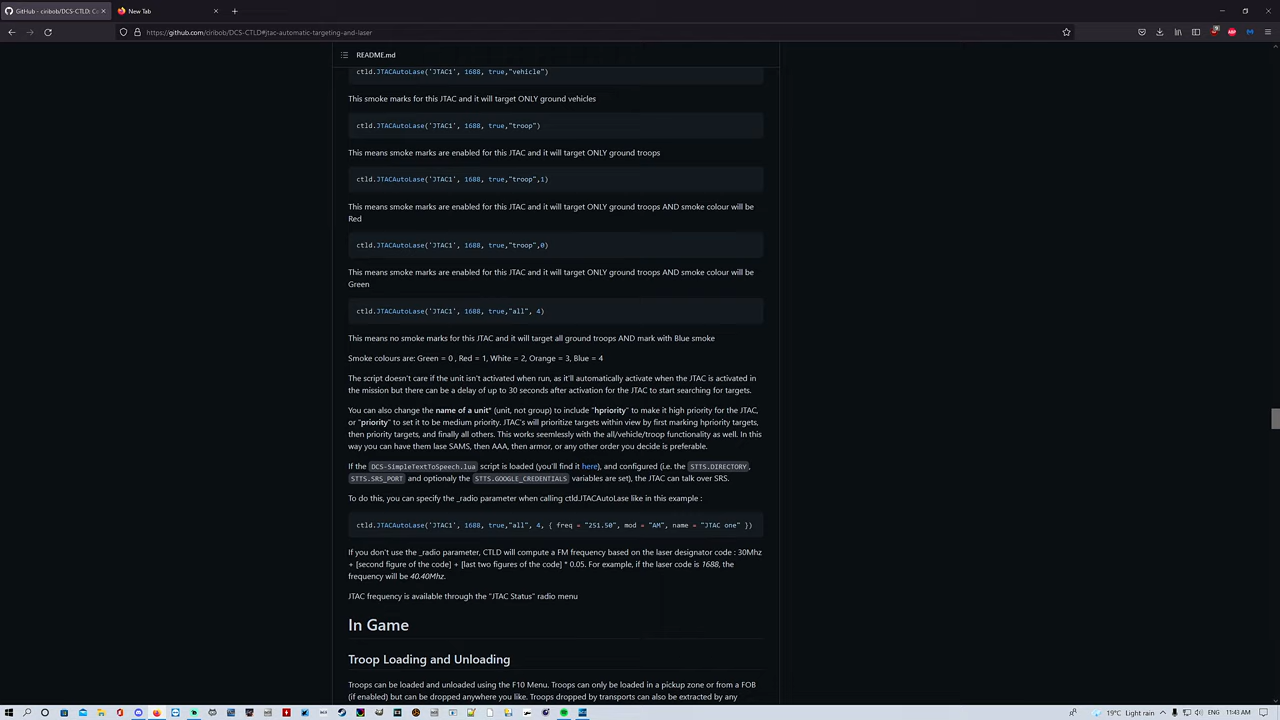 GitHub - ciribob/DCS-CTLD: Co
New Tab
https://github.com/ciribob/DCS-CTLD#jtac-automatic-targeting-and-laser
README.md
ctld.JTACAutoLase('JTAC1', 1688, true,"vehicle")
This smoke marks for this JTAC and it will target ONLY ground vehicles
ctld.JTACAutoLase('JTAC1', 1688, true,"troop")
This means smoke marks are enabled for this JTAC and it will target ONLY ground troops
ctld.JTACAutoLase('JTAC1', 1688, true,"troop",1)
This means smoke marks are enabled for this JTAC and it will target ONLY ground troops AND smoke colour will be
Red
ctld.JTACAutoLase('JTAC1', 1688, true,"troop",0)
This means smoke marks are enabled for this JTAC and it will target ONLY ground troops AND smoke colour will be
Green
ctld.JTACAutoLase('JTAC1', 1688, true,"all", 4)
This means no smoke marks for this JTAC and it will target all ground troops AND mark with Blue smoke
Smoke colours are: Green = 0 , Red = 1, White = 2, Orange = 3, Blue = 4
The script doesn't care if the unit isn't activated when run, as it'll automatically activate when the JTAC is activated in
the mission but there can be a delay of up to 30 seconds after activation for the JTAC to start searching for targets.
You can also change the name of a unit* (unit, not group) to include "hpriority" to make it high priority for the JTAC,
or "priority" to set it to be medium priority. JTAC's will prioritize targets within view by first marking hpriority targets,
then priority targets, and finally all others. This works seemlessly with the all/vehicle/troop functionality as well. In this
way you can have them lase SAMS, then AAA, then armor, or any other order you decide is preferable.
If the DCS-SimpleTextToSpeech.lua script is loaded (you'll find it here), and configured (i.e. the STTS.DIRECTORY,
STTS.SRS_PORT and optionaly the STTS.GOOGLE_CREDENTIALS variables are set), the JTAC can talk over SRS.
To do this, you can specify the _radio parameter when calling ctld.JTACAutoLase like in this example :
ctld.JTACAutoLase('JTAC1', 1688, true,"all", 4, { freq = "251.50", mod = "AM", name = "JTAC one" })
If you don't use the _radio parameter, CTLD will compute a FM frequency based on the laser designator code : 30Mhz
+ [second figure of the code] + [last two figures of the code] * 0.05. For example, if the laser code is 1688, the
frequency will be 40.40Mhz.
JTAC frequency is available through the "JTAC Status" radio menu
In Game
Troop Loading and Unloading
Troops can be loaded and unloaded using the F10 Menu. Troops can only be loaded in a pickup zone or from a FOB
(if enabled) but can be dropped anywhere you like. Troops dropped by transports can also be extracted by any
19°C Light rain
ENG
11:43 AM